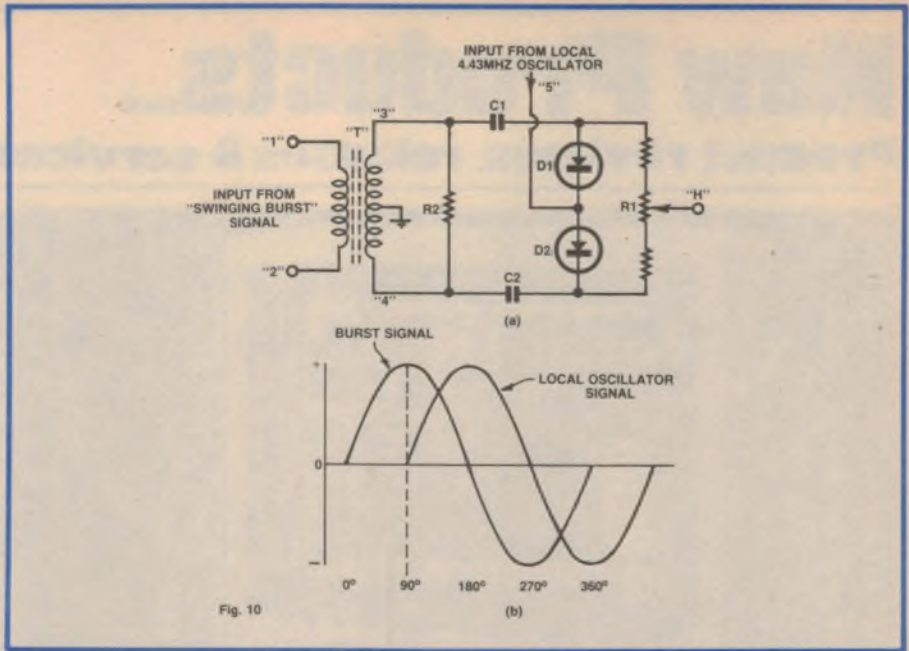 INPUT FROM LOCAL
4.43MHZ OSCILLATOR
"5"
"1"
"T"
"3"
C1
D1
INPUT FROM
"SWINGING BURST"
SIGNAL
R2
R1
"H"
D2
"2"
"4"
C2
(a)
BURST SIGNAL
+
LOCAL OSCILLATOR
SIGNAL
0
—
0° 90° 180° 270° 360°
Fig. 10
(b)